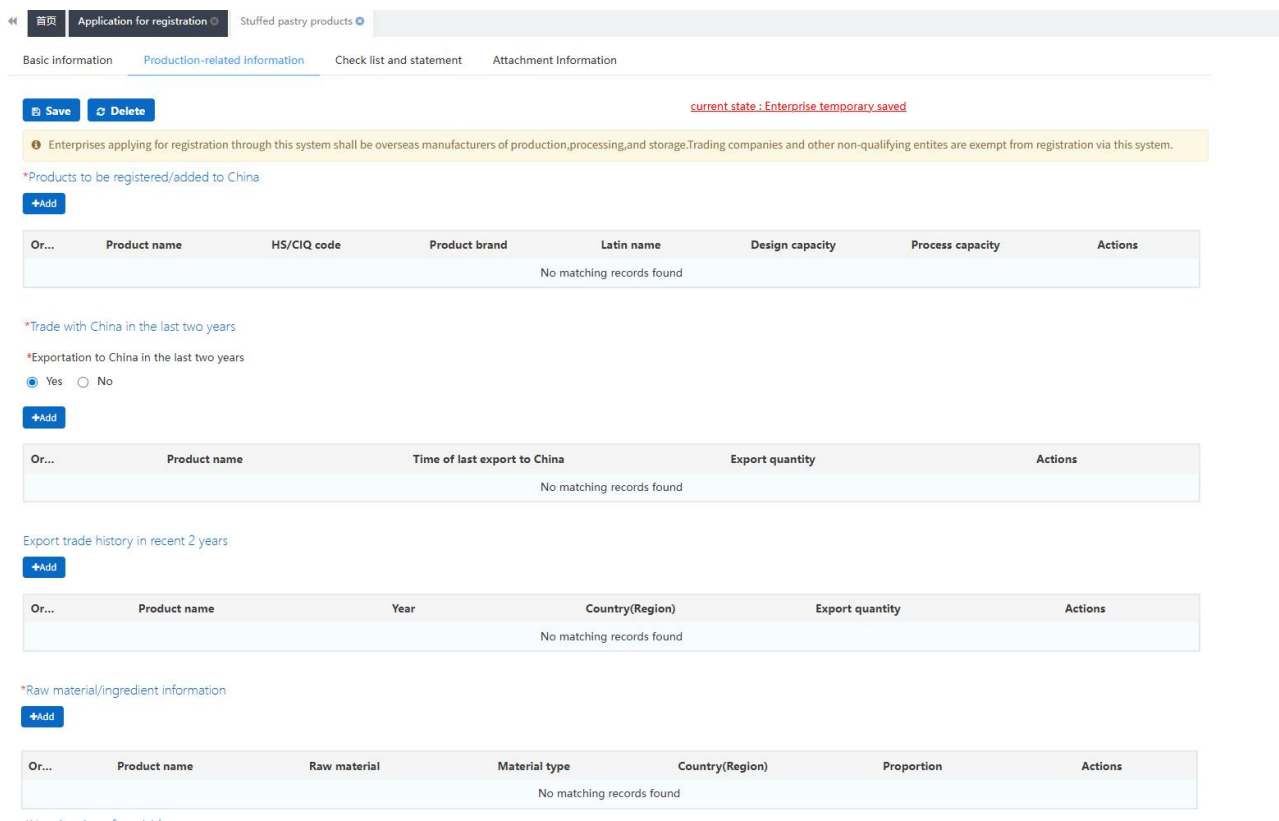 首页 Application for registration Stuffed pastry products
Basic information Production-related information Check list and statement Attachment Information
Save Delete current state : Enterprise temporary saved
Enterprises applying for registration through this system shall be overseas manufacturers of production,processing,and storage.Trading companies and other non-qualifying entites are exempt from registration via this system.
*Products to be registered/added to China
+Add
Or... Product name HS/CIQ code Product brand Latin name Design capacity Process capacity Actions
No matching records found
*Trade with China in the last two years
*Exportation to China in the last two years
Yes No
+Add
Or... Product name Time of last export to China Export quantity Actions
No matching records found
Export trade history in recent 2 years
+Add
Or... Product name Year Country(Region) Export quantity Actions
No matching records found
*Raw material/ingredient information
+Add
Or... Product name Raw material Material type Country(Region) Proportion Actions
No matching records found